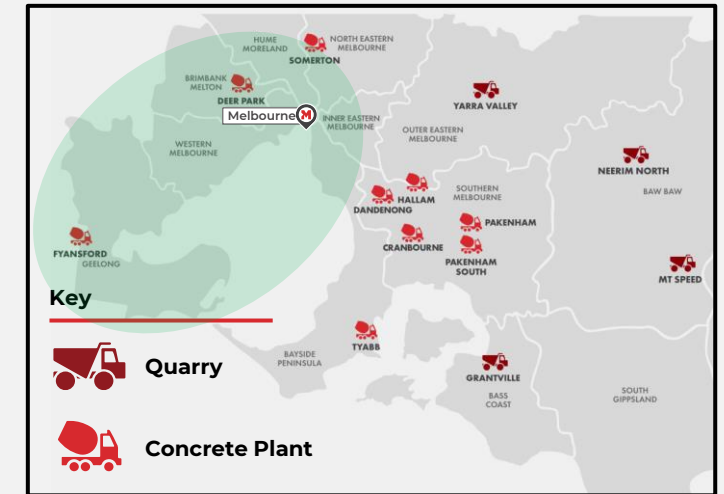 HUME
MORELAND
NORTH EASTERN
MELBOURNE
SOMERTON
BRIMBANK
MELTON
DEER PARK
YARRA VALLEY
Melbourne M
INNER EASTERN
MELBOURNE
OUTER EASTERN
MELBOURNE
WESTERN
MELBOURNE
NEERIM NORTH
BAW BAW
HALLAM
SOUTHERN
MELBOURNE
DANDENONG
PAKENHAM
CRANBOURNE
FYANSFORD
GEELONG
PAKENHAM
SOUTH
MT SPEED
Key
TYABB
BAYSIDE
PENINSULA
Quarry
GRANTVILLE
BASS
COAST
SOUTH
GIPPSLAND
Concrete Plant